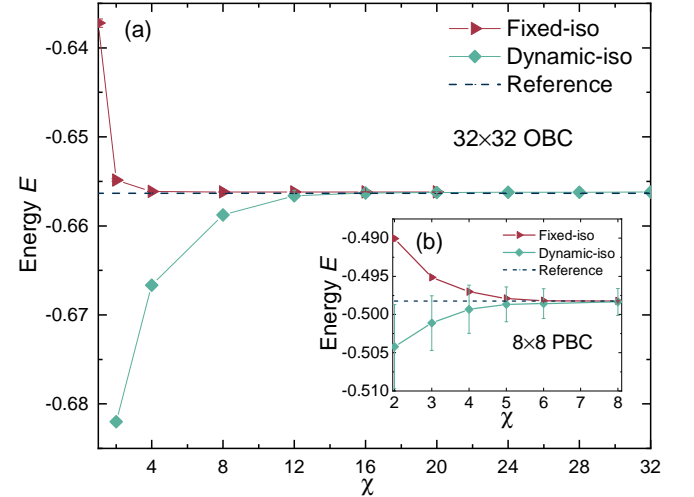 (a)
Fixed-iso
Dynamic-iso
Reference
32×32 OBC
Energy E
-0.64
-0.65
-0.66
-0.67
-0.68
4 8 12 16 20 24 28 32
χ
(b)
Fixed-iso
Dynamic-iso
Reference
8×8 PBC
Energy E
-0.490
-0.495
-0.500
-0.505
-0.510
2 3 4 5 6 7 8
χ